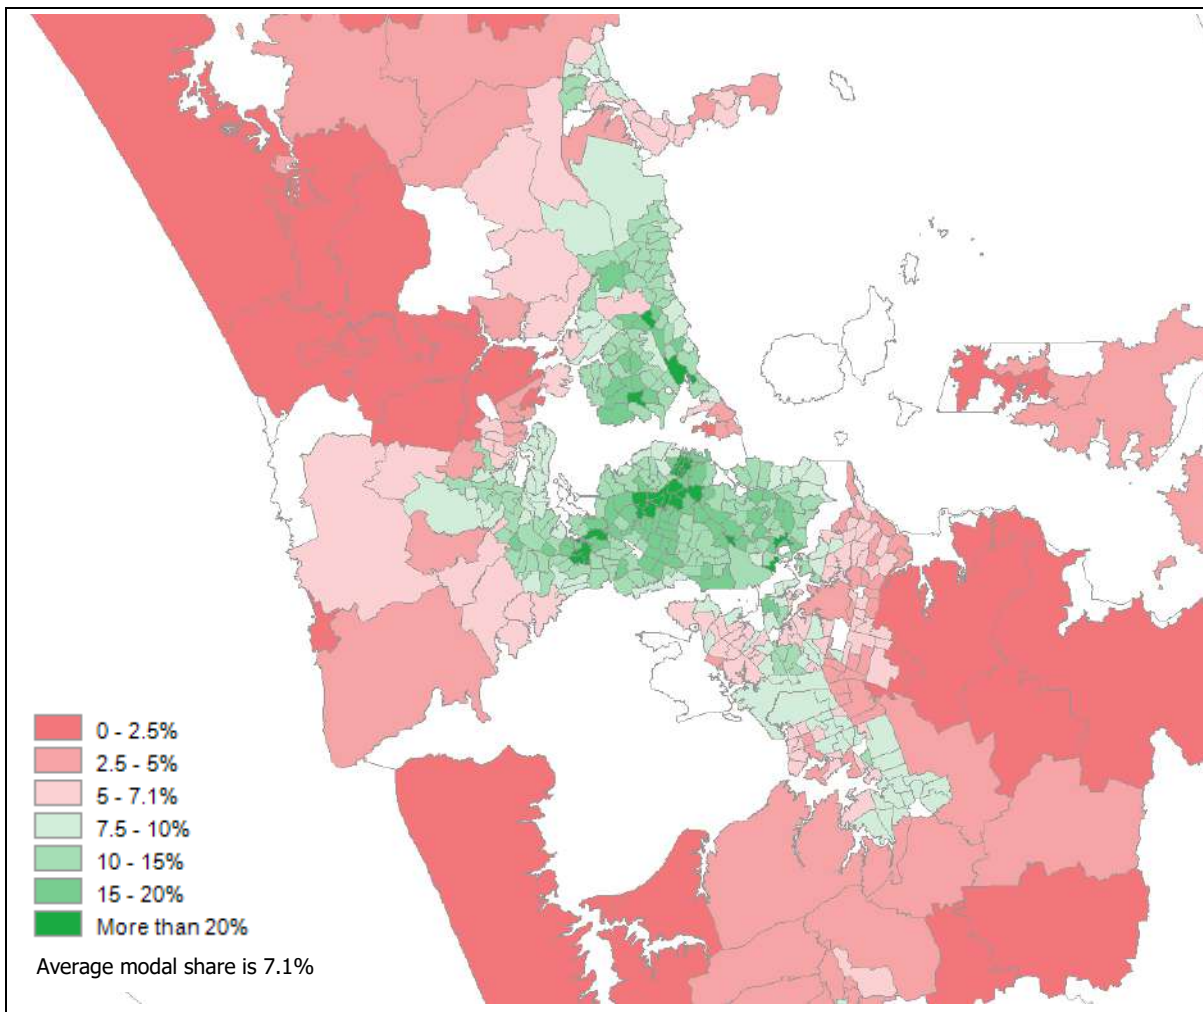 0 - 2.5%
2.5 - 5%
5 - 7.1%
7.5 - 10%
10 - 15%
15 - 20%
More than 20%
Average modal share is 7.1%